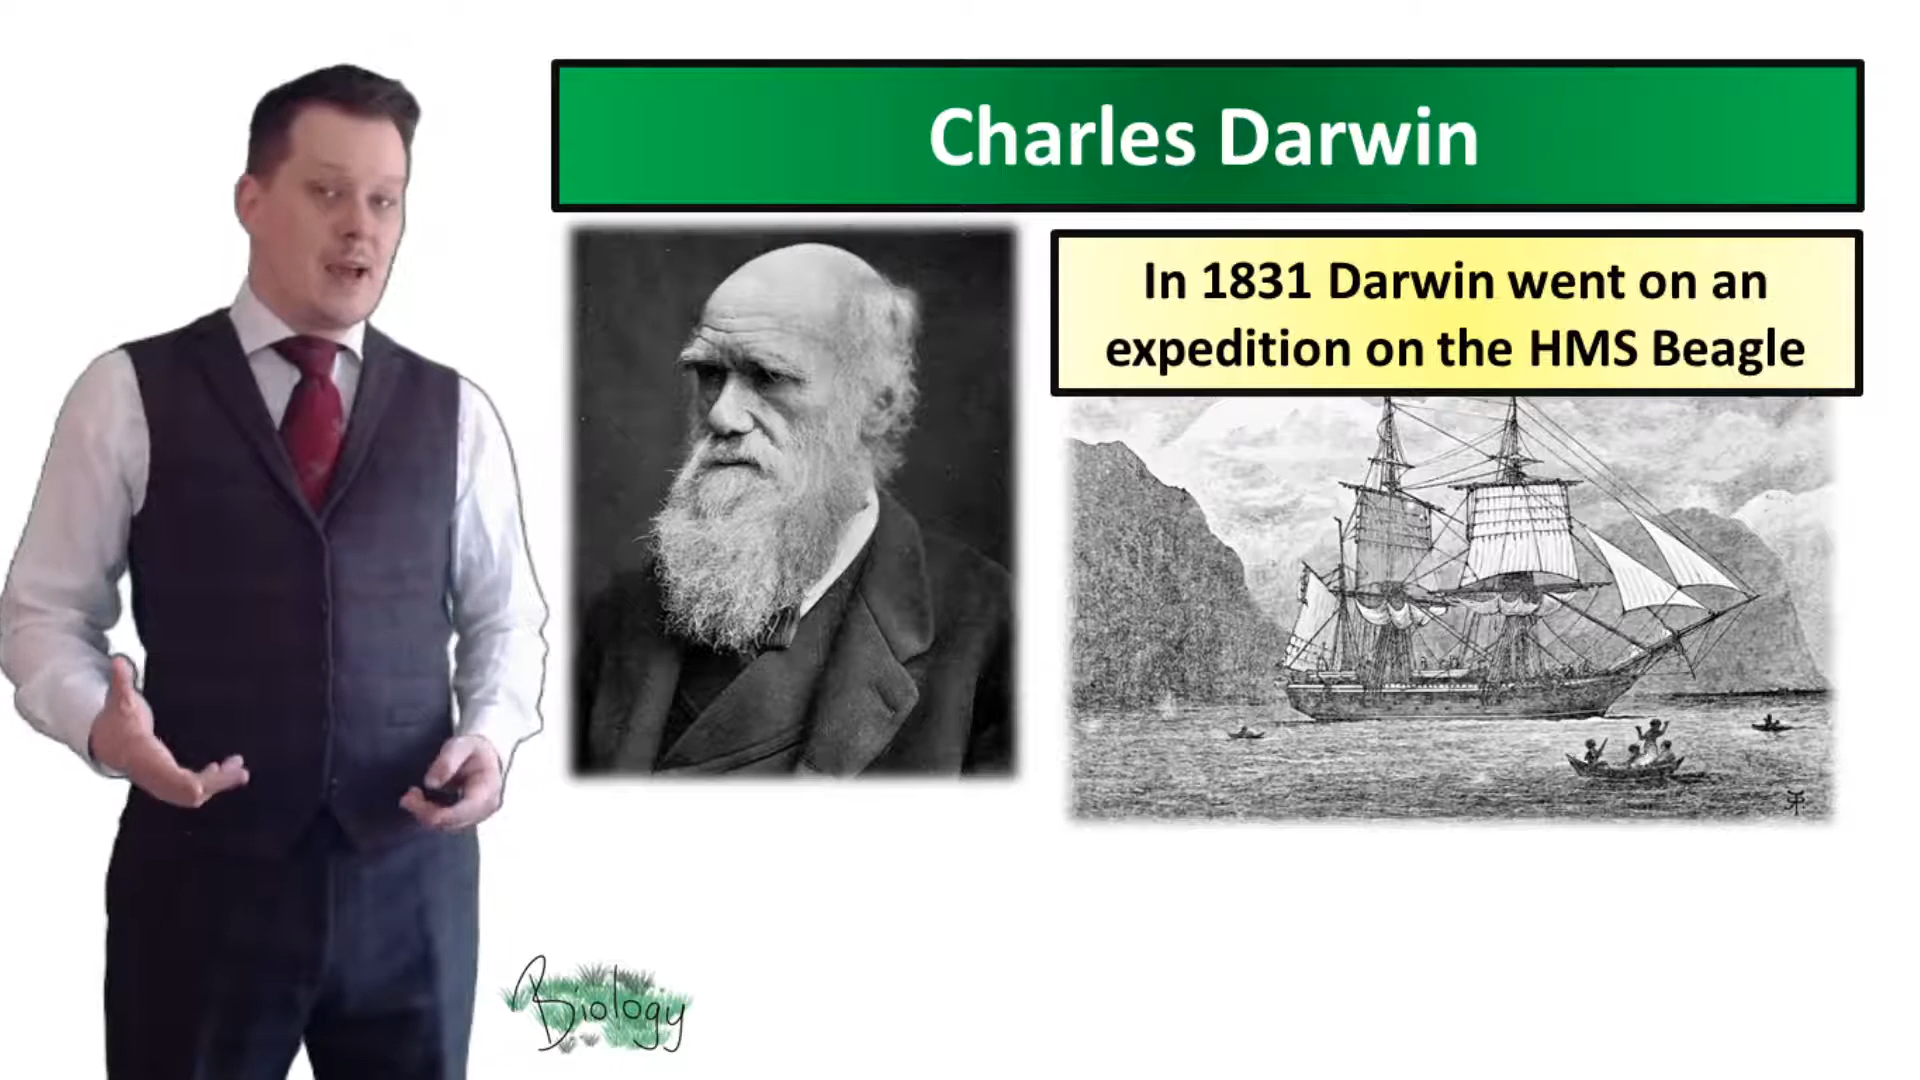 Charles Darwin
In 1831 Darwin went on an
expedition on the HMS Beagle
Biology